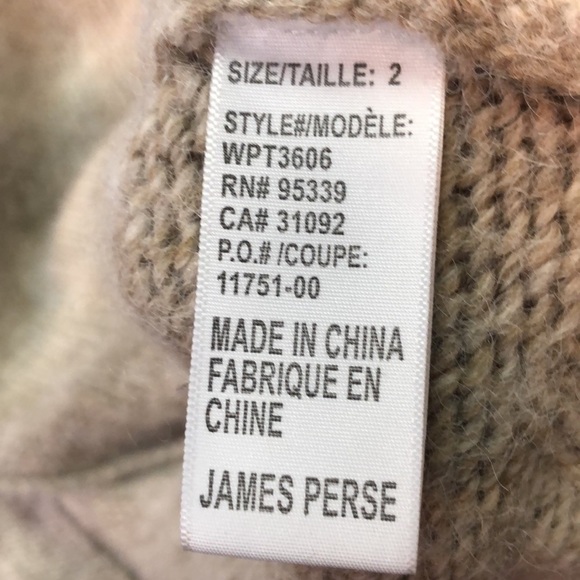 SIZE/TAILLE: 2
STYLE#/MODÈLE:
WPT3606
RN# 95339
CA# 31092
P.O.# /COUPE:
11751-00
MADE IN CHINA
FABRIQUE EN
CHINE
JAMES PERSE